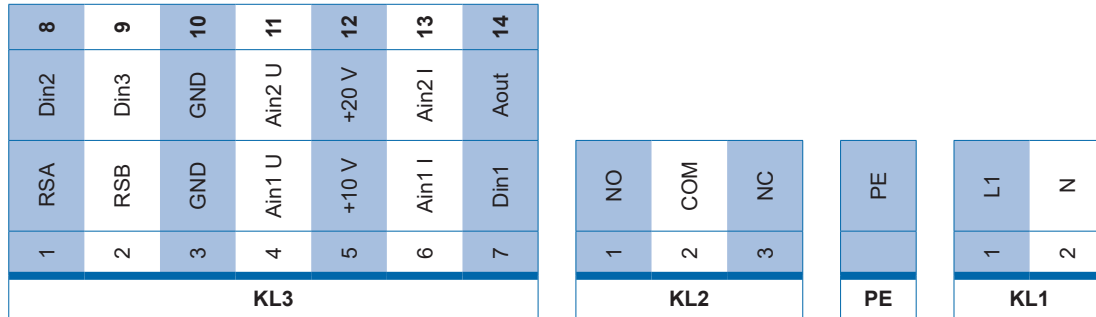 8 9 10 11 12 13 14
Din2 Din3 GND Ain2 U +20 V Ain2 I Aout
RSA RSB GND Ain1 U +10 V Ain1 I Din1
1 2 3 4 5 6 7
KL3
NO COM NC
1 2 3
KL2
PE
PE
L1 N
1 2
KL1